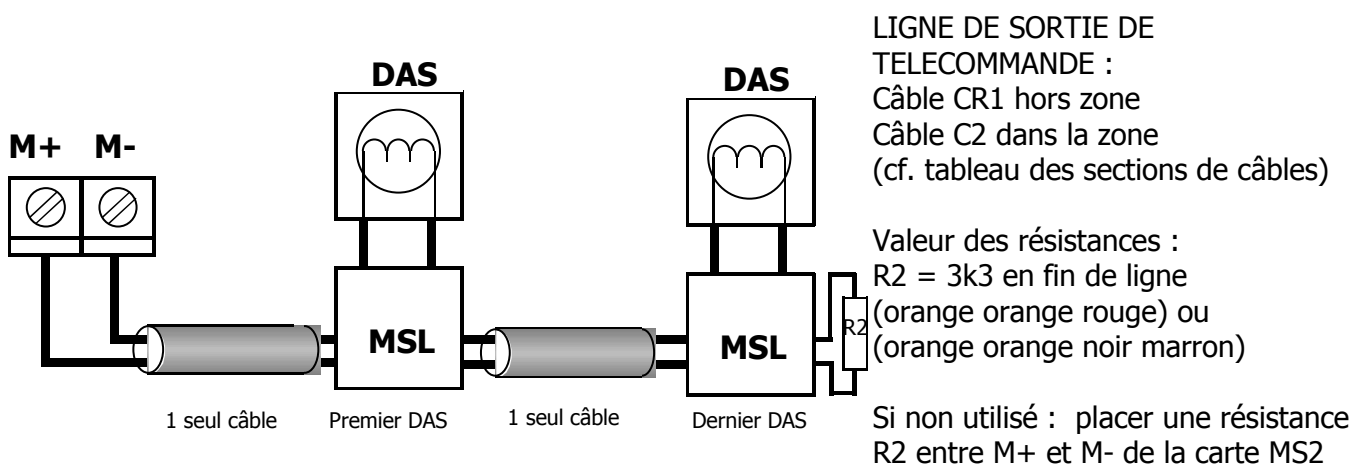 M+ M-
DAS
DAS
MSL
MSL
R2
1 seul câble
Premier DAS
1 seul câble
Dernier DAS
LIGNE DE SORTIE DE
TELECOMMANDE :
Câble CR1 hors zone
Câble C2 dans la zone
(cf. tableau des sections de câbles)
Valeur des résistances :
R2 = 3k3 en fin de ligne
(orange orange rouge) ou
(orange orange noir marron)
Si non utilisé : placer une résistance
R2 entre M+ et M- de la carte MS2